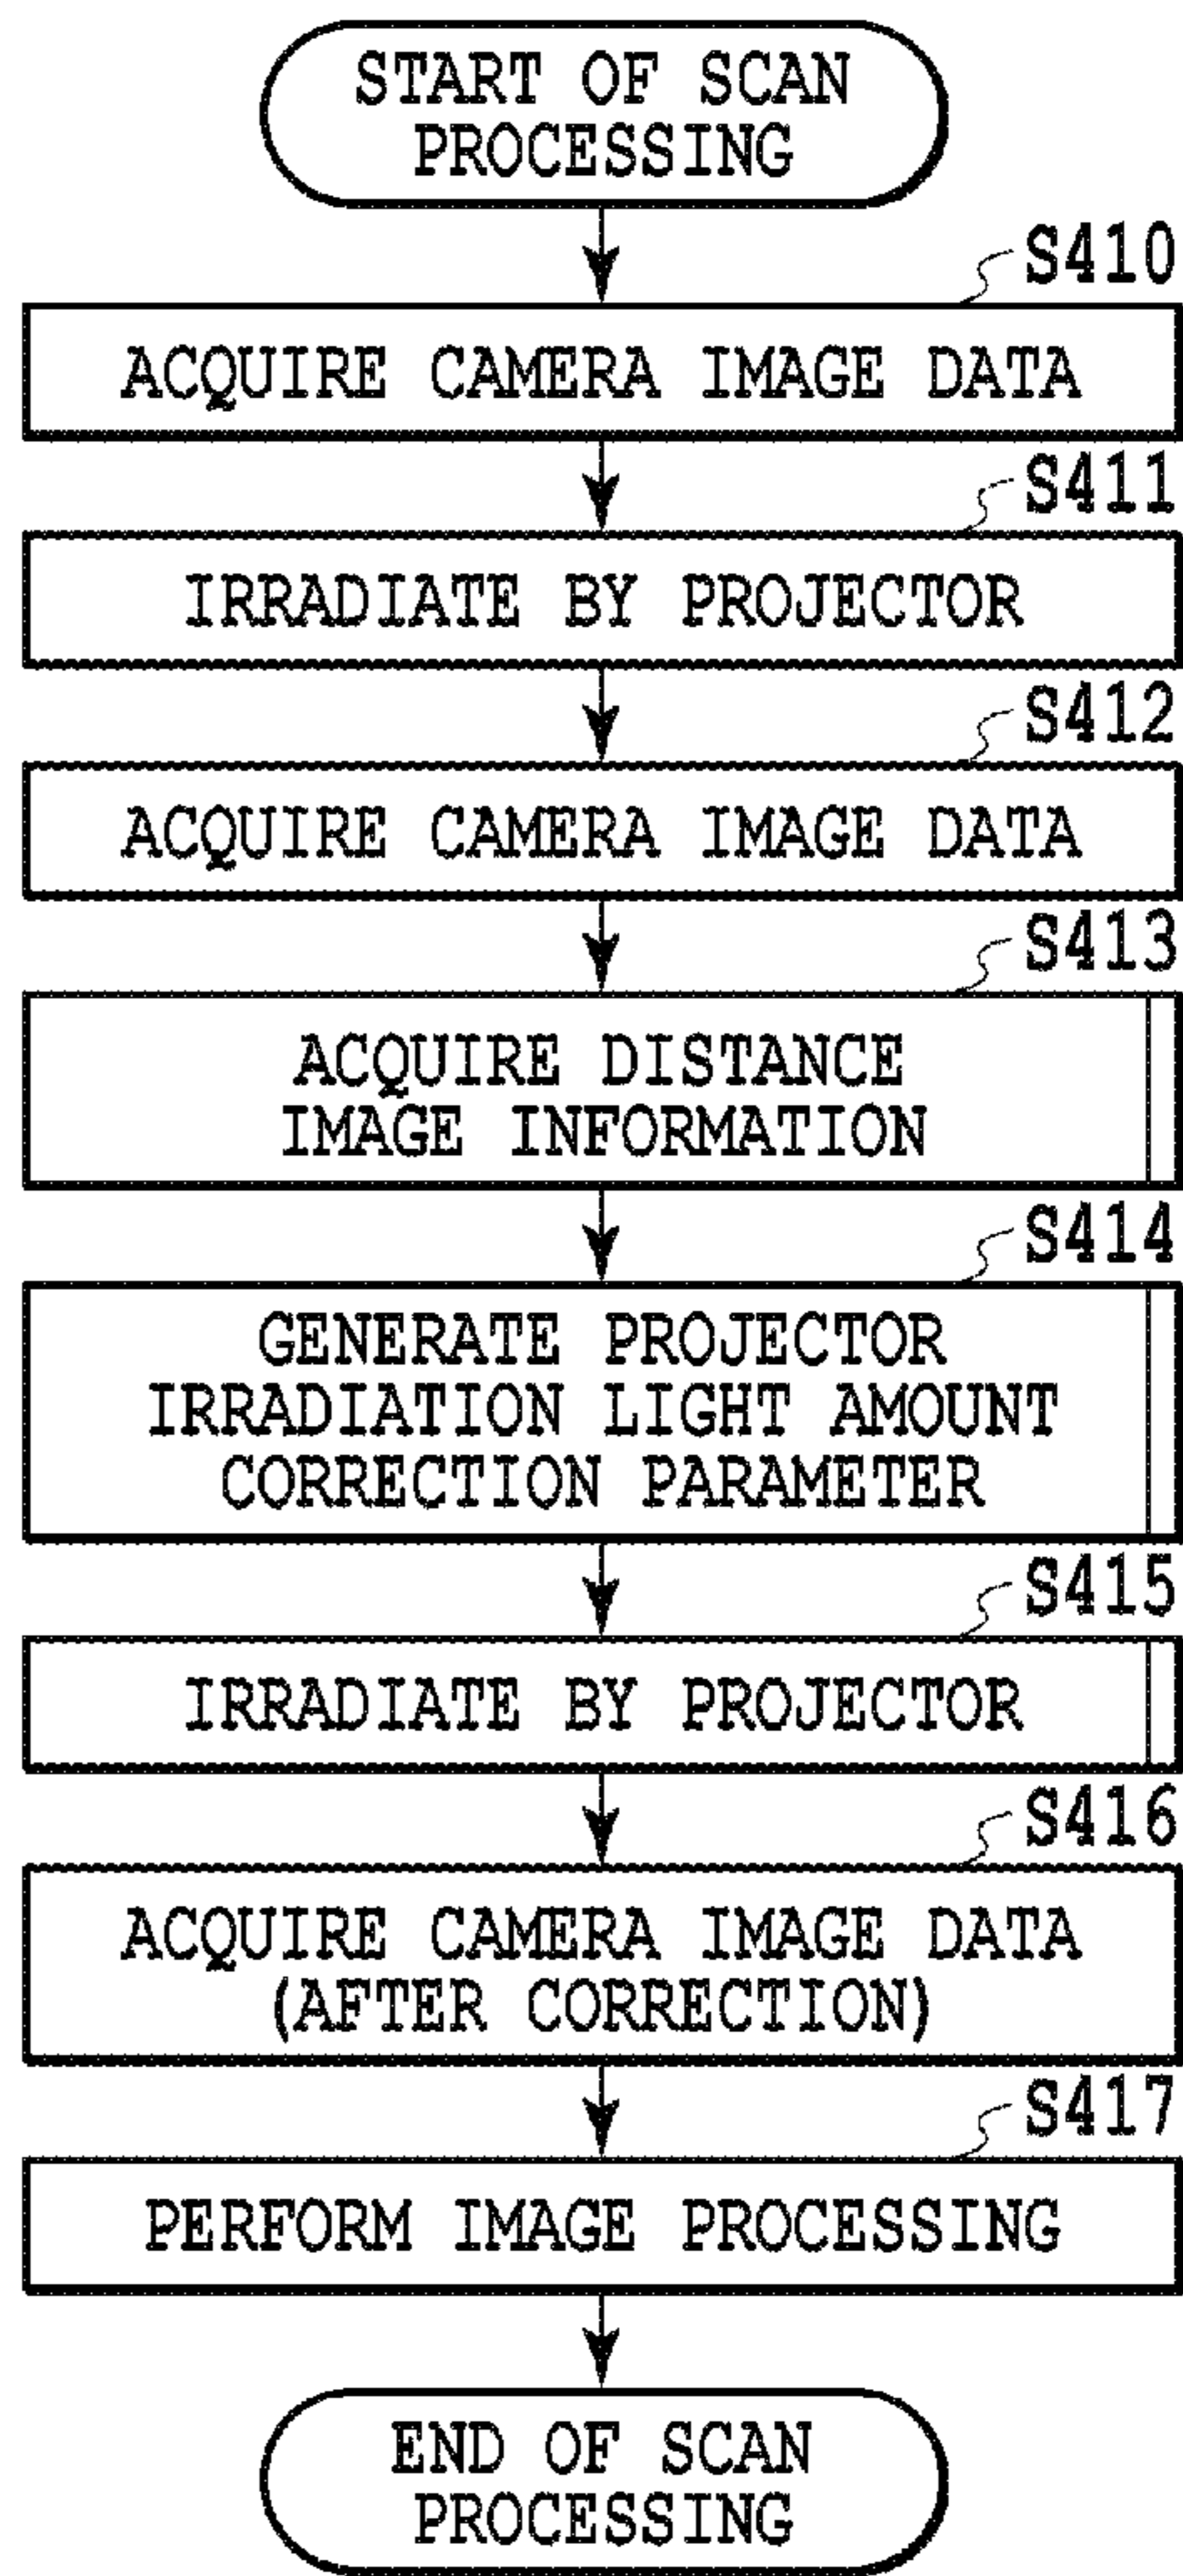 START OF SCAN
PROCESSING
S410
ACQUIRE CAMERA IMAGE DATA
S411
IRRADIATE BY PROJECTOR
S412
ACQUIRE CAMERA IMAGE DATA
S413
ACQUIRE DISTANCE
IMAGE INFORMATION
S414
GENERATE PROJECTOR
IRRADIATION LIGHT AMOUNT
CORRECTION PARAMETER
S415
IRRADIATE BY PROJECTOR
S416
ACQUIRE CAMERA IMAGE DATA
(AFTER CORRECTION)
S417
PERFORM IMAGE PROCESSING
END OF SCAN
PROCESSING